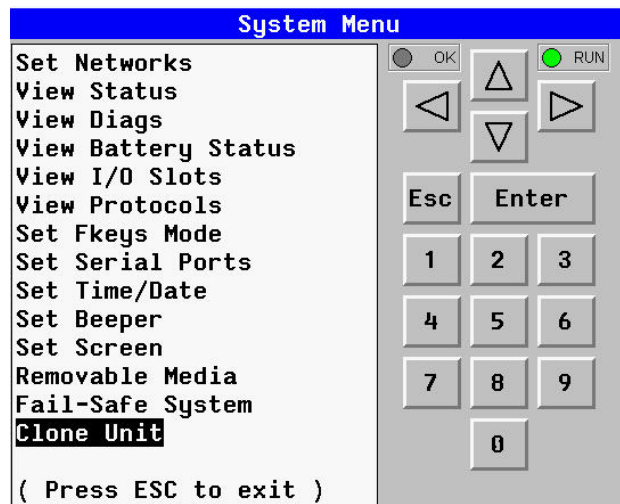 System Menu
Set Networks
View Status
View Diags
View Battery Status
View I/O Slots
View Protocols
Set Fkeys Mode
Set Serial Ports
Set Time/Date
Set Beeper
Set Screen
Removable Media
Fail-Safe System
Clone Unit
( Press ESC to exit )
OK
RUN
Esc Enter
1 2 3
4 5 6
7 8 9
0